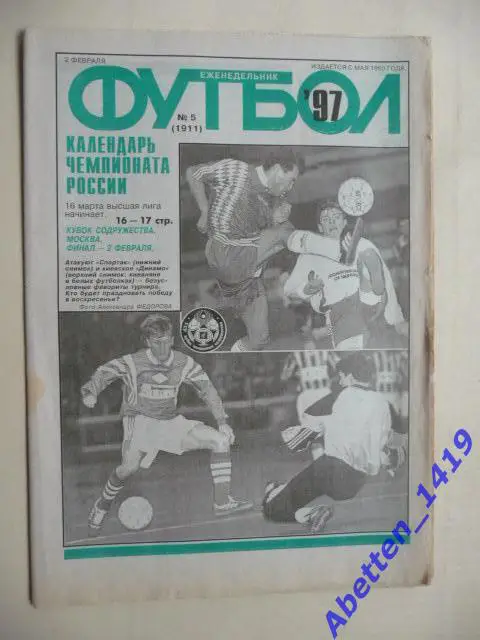 2 ФЕВРАЛЯ
ИЗДАЕТСЯ С МАЯ 1960 ГОДА
ЕЖЕНЕДЕЛЬНИК
ФУТБОЛ
'97
№ 5
(1911)
КАЛЕНДАРЬ
ЧЕМПИОНАТА
РОССИИ
16 марта высшая лига
начинает.
16 — 17 стр.
КУБОК СОДРУЖЕСТВА.
МОСКВА.
ФИНАЛ — 2 ФЕВРАЛЯ.
Атакуют «Спартак» (нижний
снимок) и киевское «Динамо»
(верхний снимок: киевляне
в белых футболках) — безус-
ловные фавориты турнира.
Кто будет праздновать победу
в воскресенье?
Фото Александра ФЕДОРОВА
Abetten_1419